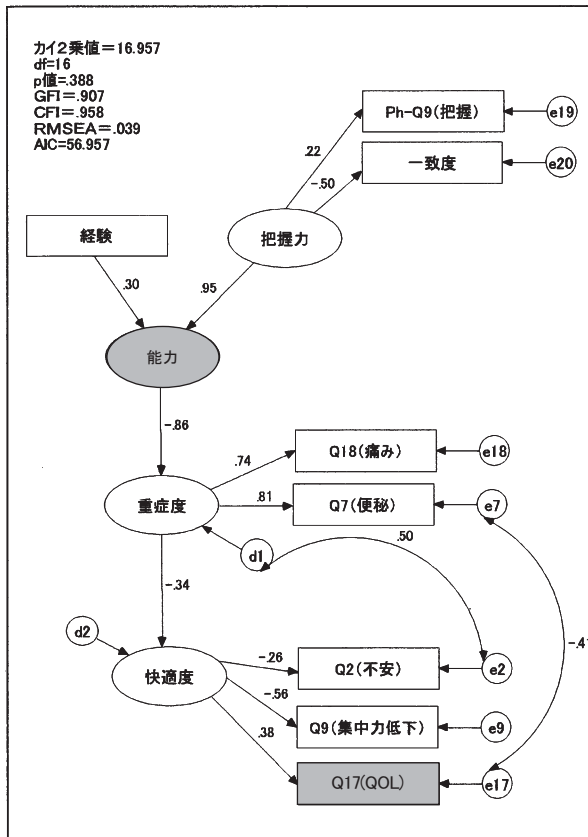 カイ2乗値=16.957
df=16
p値=.388
GFI=.907
CFI=.958
RMSEA=.039
AIC=56.957
Ph-Q9(把握)
e19
.22
一致度
e20
-.50
経験
把握力
.30
.95
能力
-.86
Q18(痛み)
e18
.74
重症度
.81
Q7(便秘)
e7
d1
.50
-.34
-.41
d2
快適度
-.26
Q2(不安)
e2
-.56
Q9(集中力低下)
e9
.38
Q17(QOL)
e17